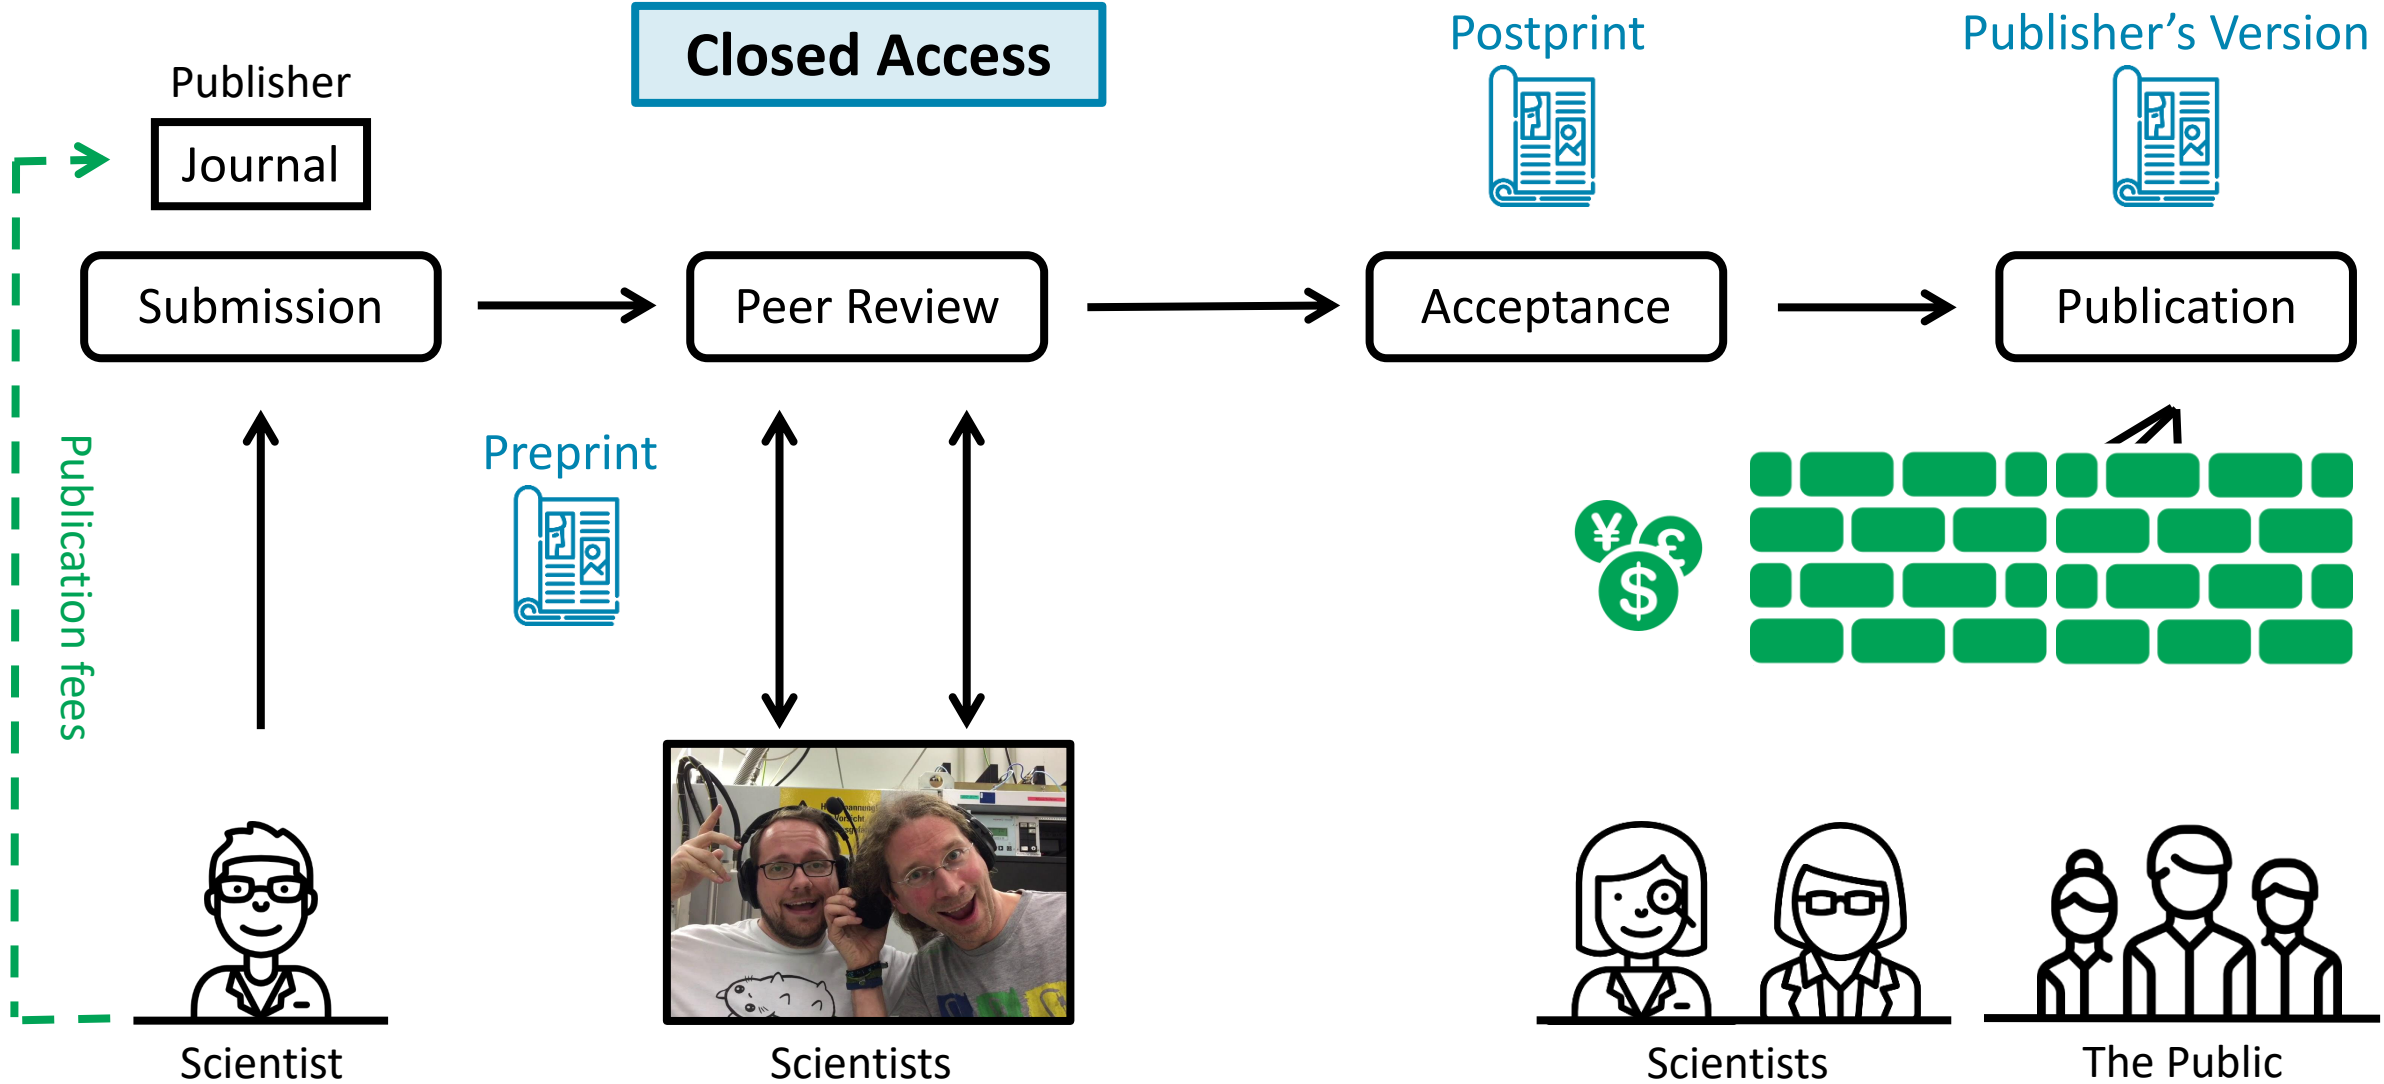 Closed Access
Postprint
Publisher’s Version
Publisher
Journal
Submission
Peer Review
Acceptance
Publication
Publication fees
Preprint
¥
£
$
Vorsicht
Scientist
Scientists
Scientists
The Public